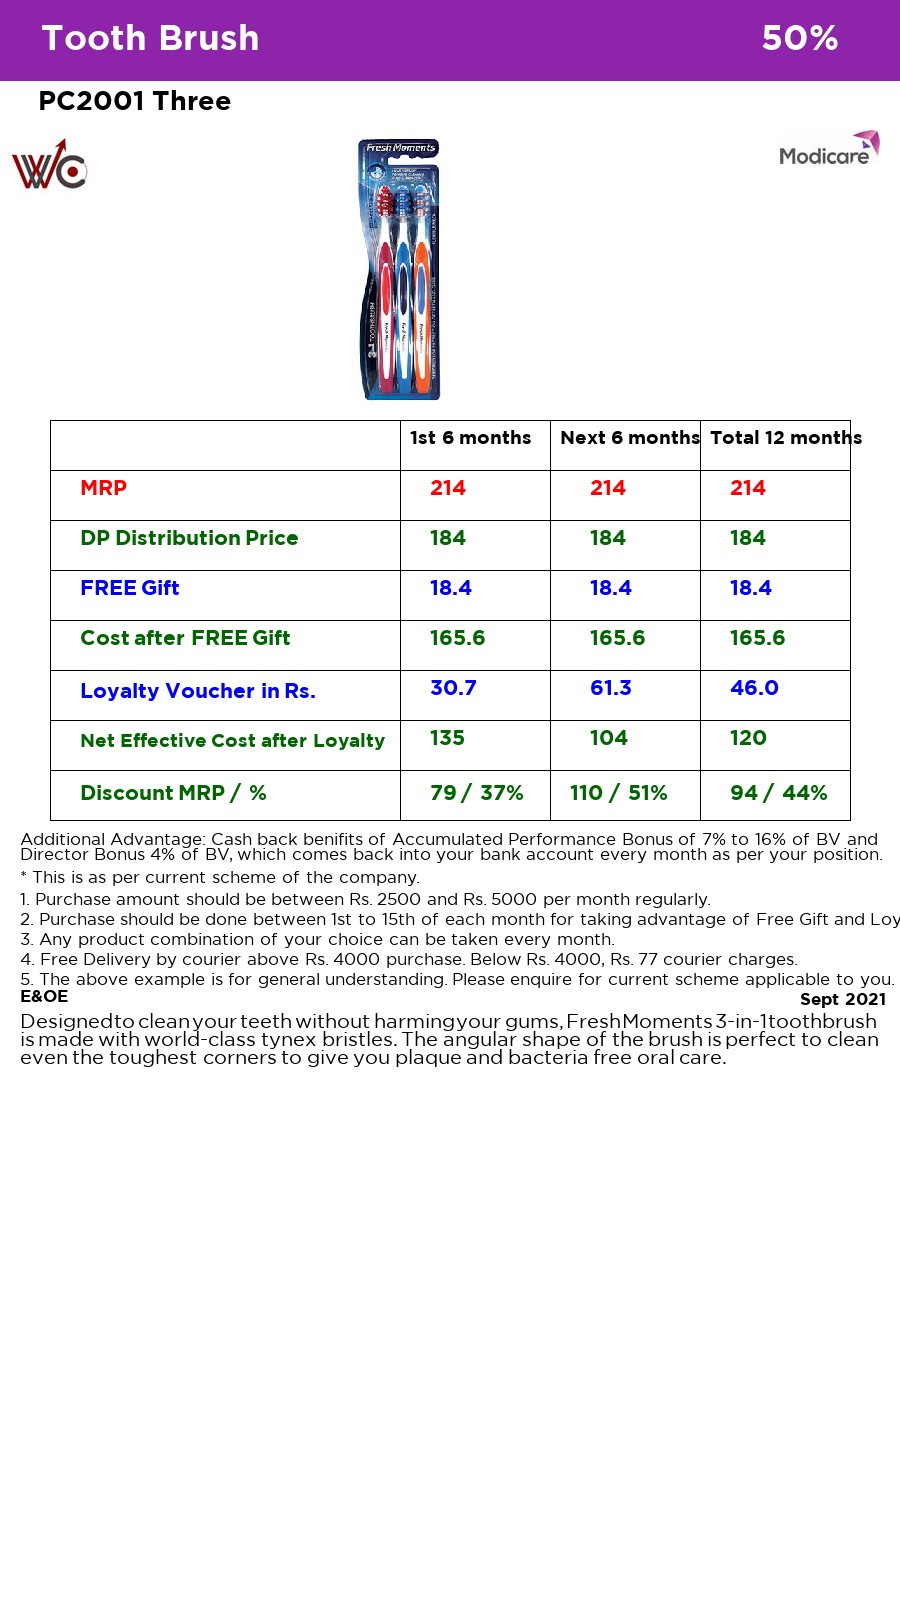 Tooth Brush 50%
PC2001 Three
WC
Modicare
Fresh Moments
1st 6 months Next 6 months Total 12 months
MRP 214 214 214
DP Distribution Price 184 184 184
FREE Gift 18.4 18.4 18.4
Cost after FREE Gift 165.6 165.6 165.6
Loyalty Voucher in Rs. 30.7 61.3 46.0
Net Effective Cost after Loyalty 135 104 120
Discount MRP / % 79 / 37% 110 / 51% 94 / 44%
Additional Advantage: Cash back benifits of Accumulated Performance Bonus of 7% to 16% of BV and
Director Bonus 4% of BV, which comes back into your bank account every month as per your position.
* This is as per current scheme of the company.
1. Purchase amount should be between Rs. 2500 and Rs. 5000 per month regularly.
2. Purchase should be done between 1st to 15th of each month for taking advantage of Free Gift and Loy
3. Any product combination of your choice can be taken every month.
4. Free Delivery by courier above Rs. 4000 purchase. Below Rs. 4000, Rs. 77 courier charges.
5. The above example is for general understanding. Please enquire for current scheme applicable to you.
E&OE Sept 2021
Designed to clean your teeth without harming your gums, Fresh Moments 3-in-1 toothbrush
is made with world-class tynex bristles. The angular shape of the brush is perfect to clean
even the toughest corners to give you plaque and bacteria free oral care.